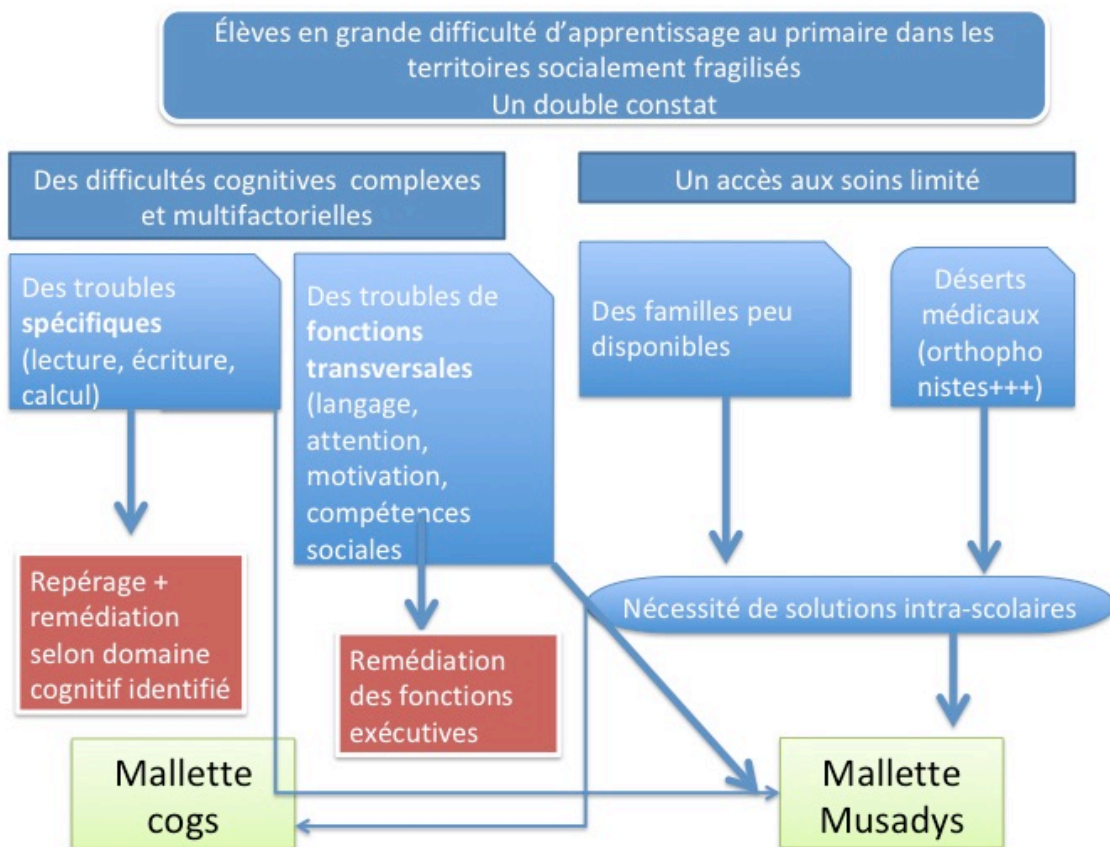 Élèves en grande difficulté d’apprentissage au primaire dans les
territoires socialement fragilisés
Un double constat
Des difficultés cognitives complexes
et multifactorielles
Un accès aux soins limité
Des troubles
spécifiques
(lecture, écriture,
calcul)
Des troubles de
fonctions
transversales
(langage,
attention,
motivation,
compétences
sociales
Des familles peu
disponibles
Déserts
médicaux
(orthopho
nistes+++)
Repérage +
remédiation
selon domaine
cognitif identifié
Remédiation
des fonctions
exécutives
Nécessité de solutions intra-scolaires
Mallette
cogs
Mallette
Musadys